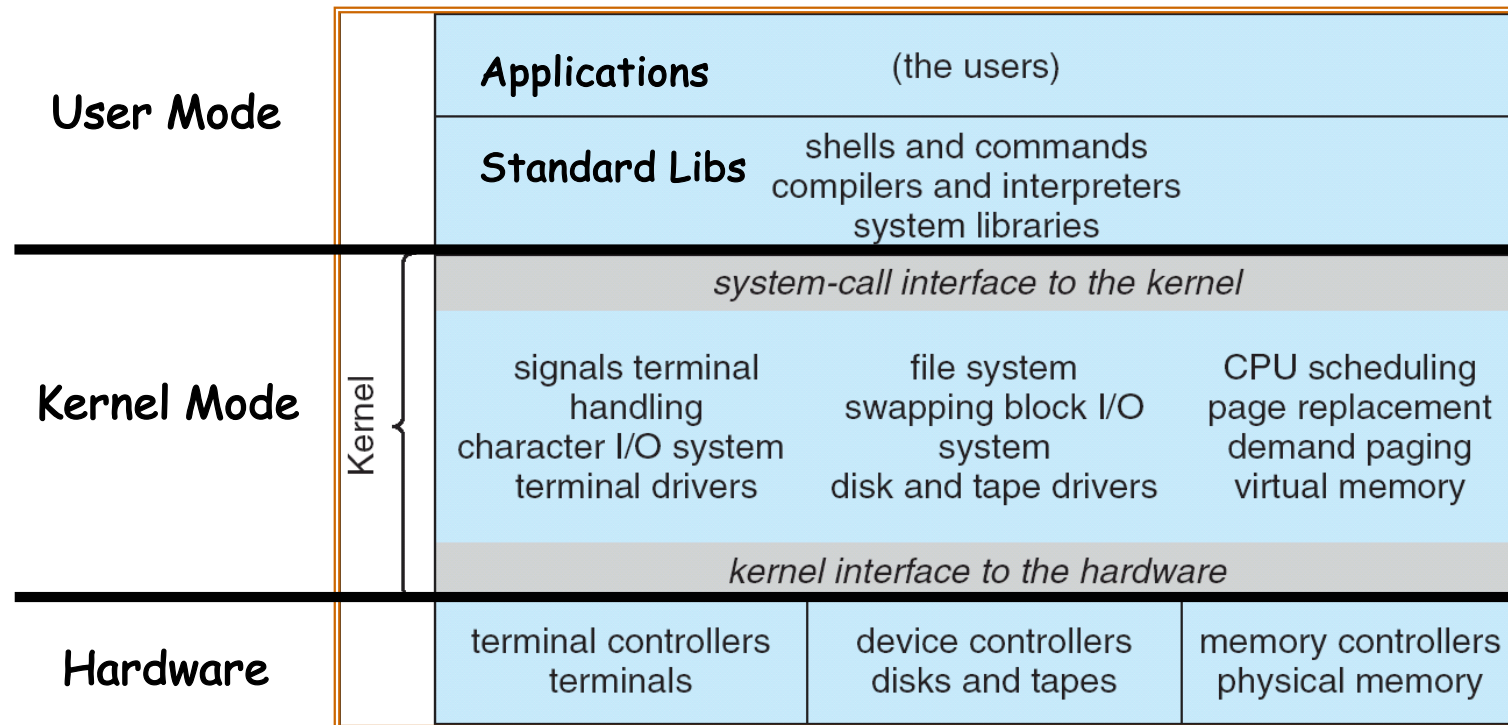 User Mode
Applications
(the users)
Standard Libs
shells and commands
compilers and interpreters
system libraries
Kernel Mode
Kernel
system-call interface to the kernel
signals terminal
handling
character I/O system
terminal drivers
file system
swapping block I/O
system
disk and tape drivers
CPU scheduling
page replacement
demand paging
virtual memory
kernel interface to the hardware
Hardware
terminal controllers
terminals
device controllers
disks and tapes
memory controllers
physical memory